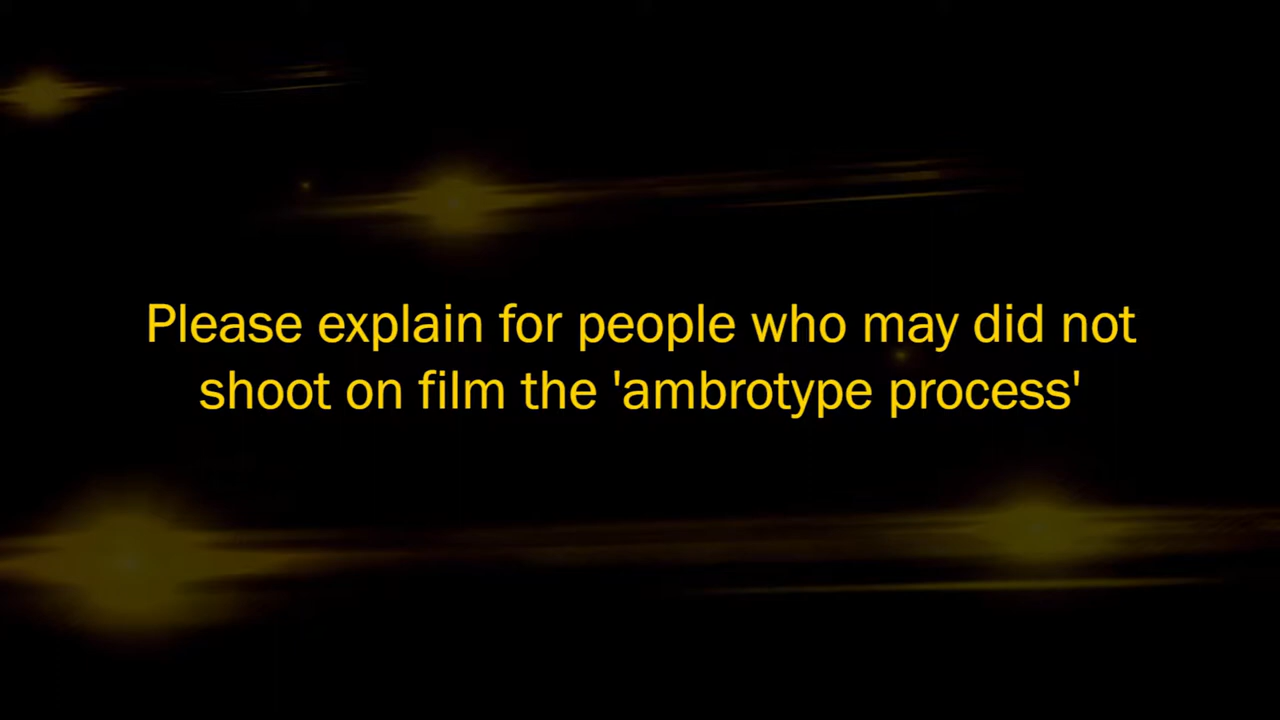 Please explain for people who may did not
shoot on film the 'ambrotype process'